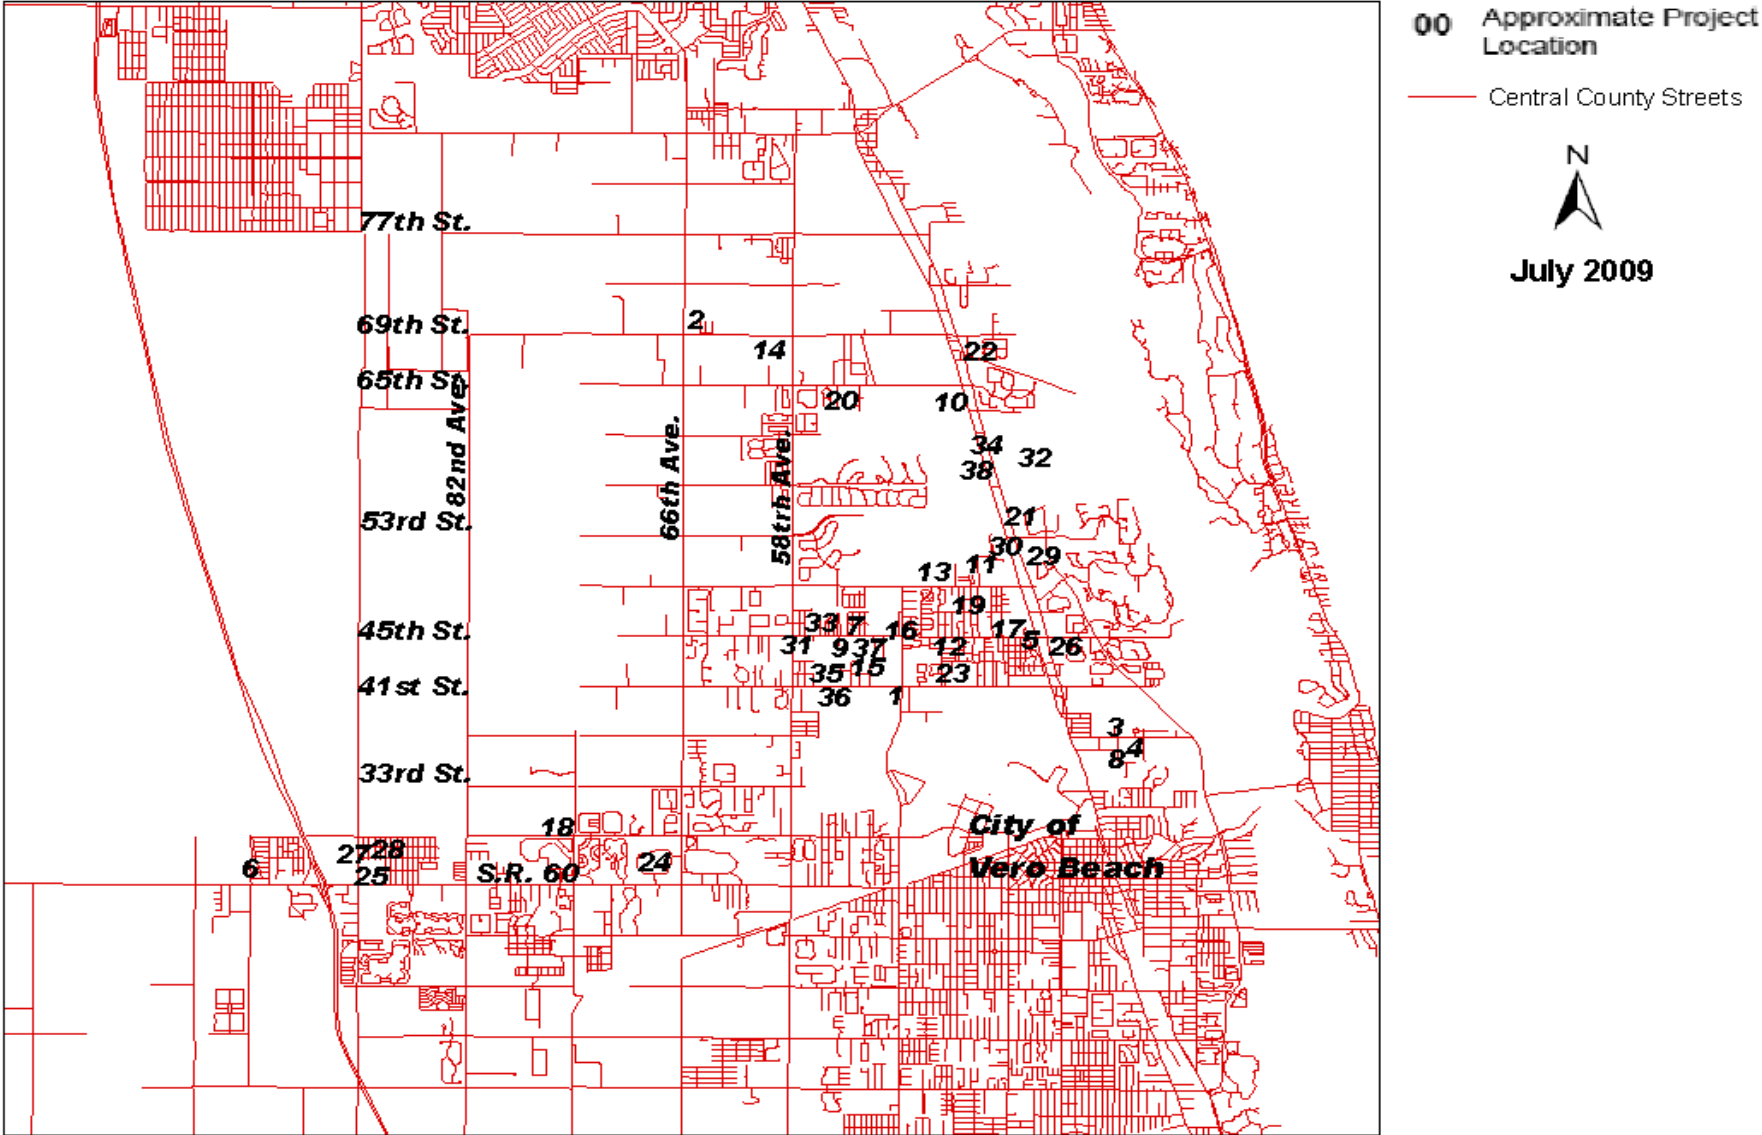 00 Approximate Project
Location
Central County Streets
N
July 2009
77th St.
69th St.
2
14
22
65th St.
82nd Ave.
20
10
66th Ave.
58trh Ave.
34
32
38
53rd St.
21
30
29
11
13
19
45th St.
33
7
16
17
5
26
31
9
37
12
35
15
23
41st St.
36
1
3
4
8
33rd St.
18
City of
Vero Beach
27
28
24
6
25
S.R. 60